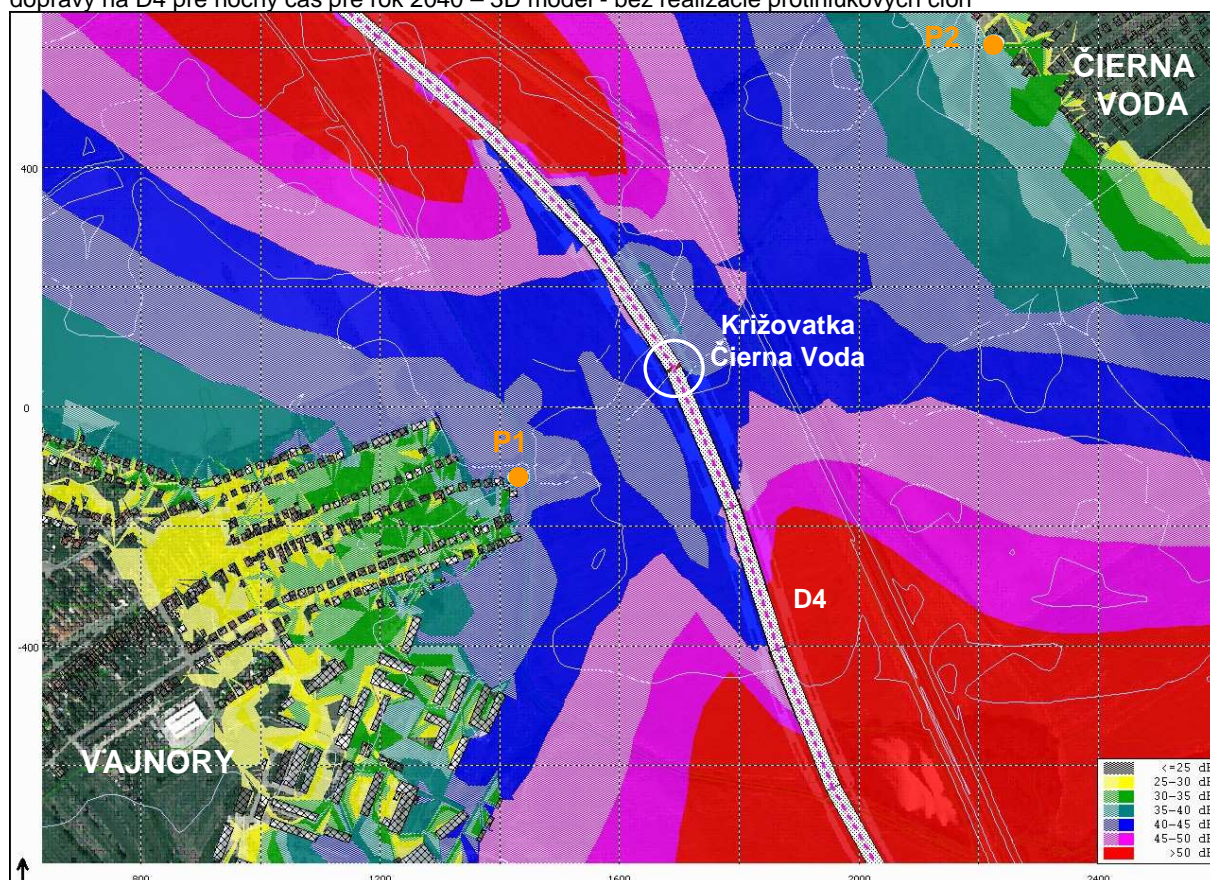 dopravy na D4 pre nočný čas pre rok 2040 – 3D model - bez realizácie protihlukových clôn
P2
ČIERNA
VODA
400
Križovatka
Čierna Voda
0
P1
D4
-400
VAJNORY
<=25 dB
25-30 dB
30-35 dB
35-40 dB
40-45 dB
45-50 dB
>50 dB
800
1200
1600
2000
2400